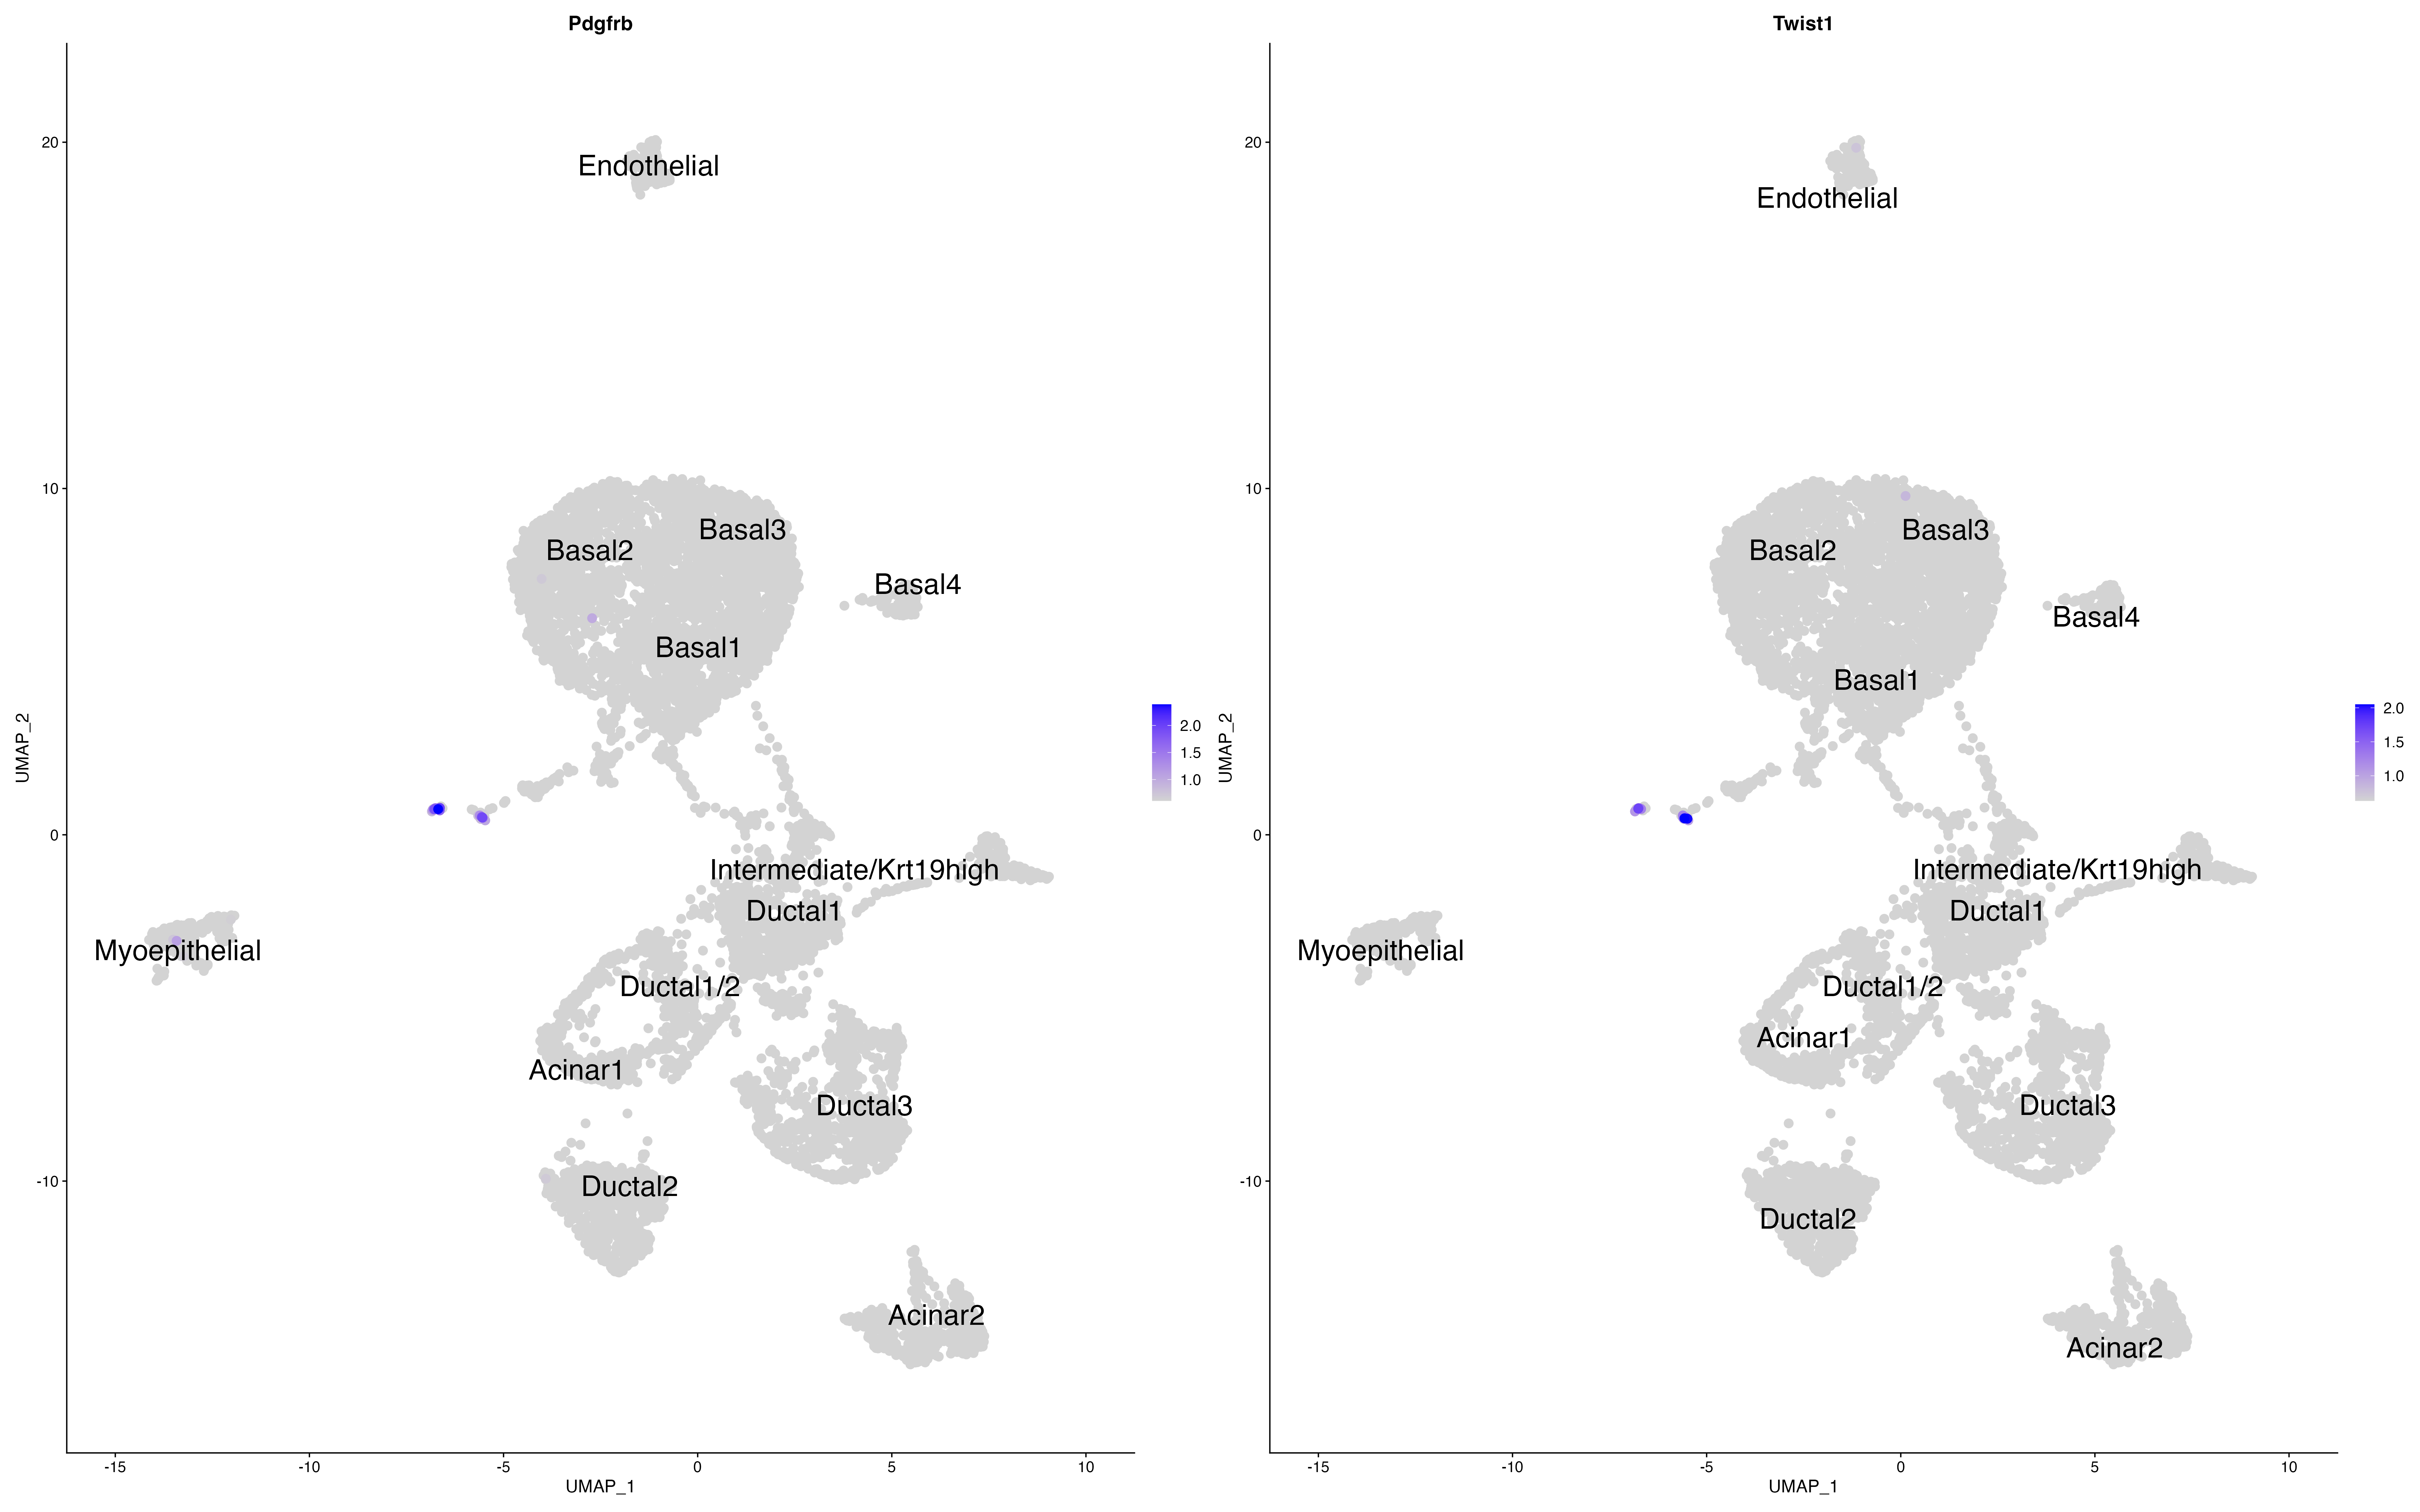 Pdgfrb
UMAP_2
20
10
0
-10
Endothelial
Basal3
Basal2
Basal4
Basal1
Intermediate/Krt19high
Ductal1
Myoepithelial
Ductal1/2
Acinar1
Ductal3
Ductal2
Acinar2
-15
-10
-5
0
5
10
UMAP_1
2.0
1.5
1.0
Twist1
UMAP_2
20
10
0
-10
Endothelial
Basal3
Basal2
Basal4
Basal1
Intermediate/Krt19high
Ductal1
Myoepithelial
Ductal1/2
Acinar1
Ductal3
Ductal2
Acinar2
-15
-10
-5
0
5
10
UMAP_1
2.0
1.5
1.0